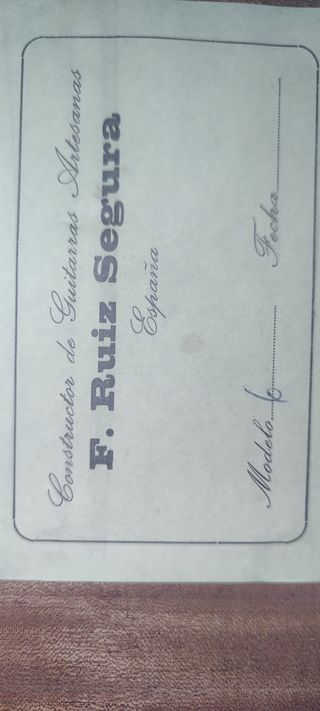 Constructor de Guitarras Artesanas
F. Ruiz Segura
España
Modelo 6 Fecha